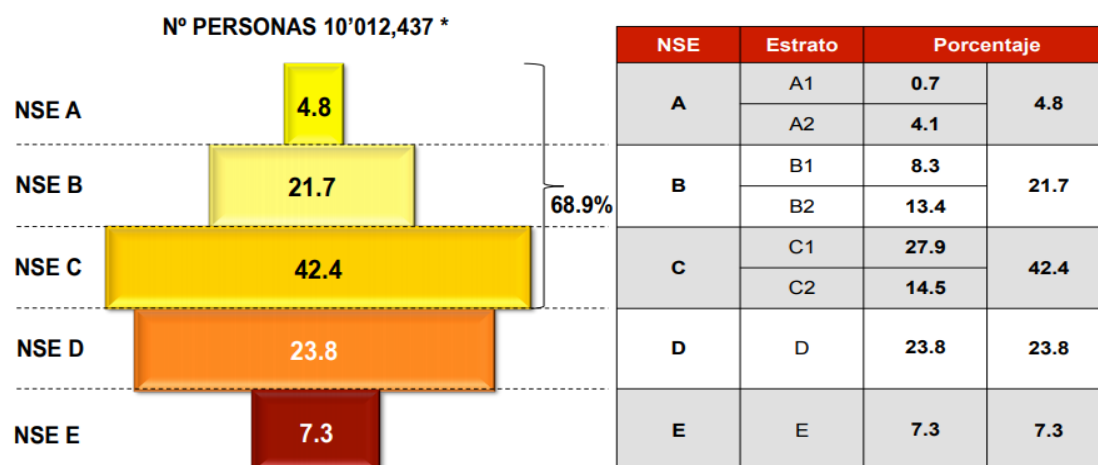 Nº PERSONAS 10’012,437 *
NSE A
4.8
NSE B
21.7
68.9%
NSE C
42.4
NSE D
23.8
NSE E
7.3
NSE Estrato Porcentaje
A A1 0.7 4.8
A2 4.1
B B1 8.3 21.7
B2 13.4
C C1 27.9 42.4
C2 14.5
D D 23.8 23.8
E E 7.3 7.3